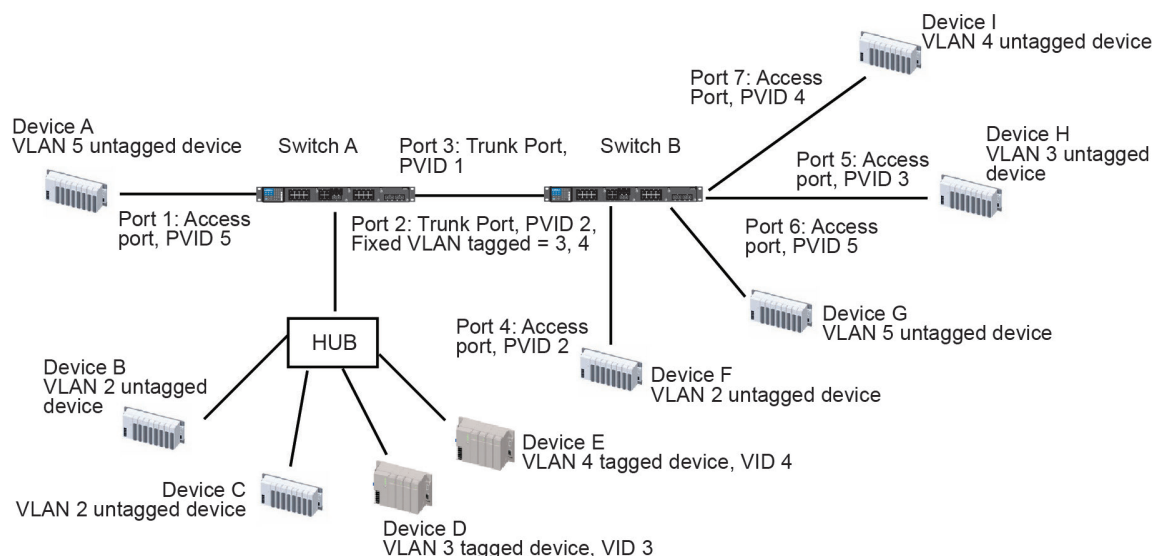 Device I
VLAN 4 untagged device
Port 7: Access
Port, PVID 4
Device A
VLAN 5 untagged device
Switch A
Port 3: Trunk Port,
PVID 1
Switch B
Device H
VLAN 3 untagged
device
Port 5: Access
port, PVID 3
Port 1: Access
port, PVID 5
Port 2: Trunk Port, PVID 2,
Fixed VLAN tagged = 3, 4
Port 6: Access
port, PVID 5
Device G
VLAN 5 untagged device
HUB
Port 4: Access
port, PVID 2
Device B
VLAN 2 untagged
device
Device F
VLAN 2 untagged device
Device E
VLAN 4 tagged device, VID 4
Device C
VLAN 2 untagged device
Device D
VLAN 3 tagged device, VID 3